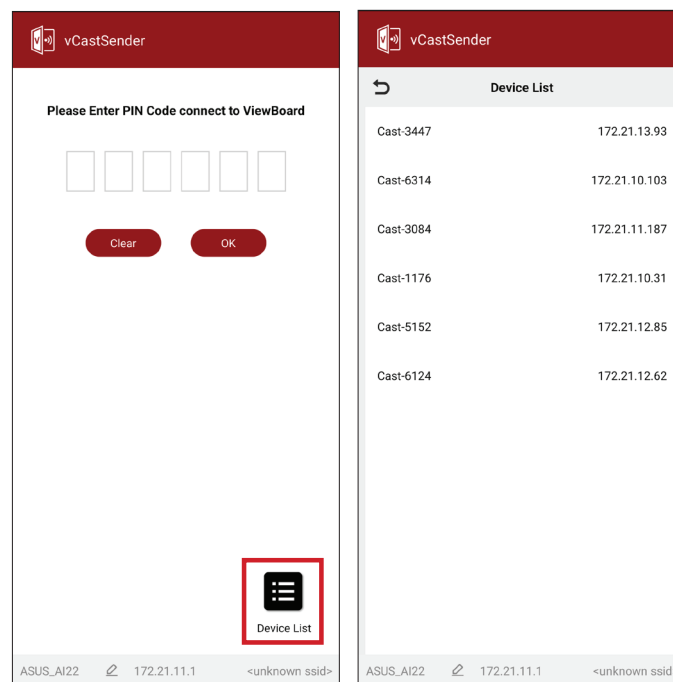 vCastSender
Please Enter PIN Code connect to ViewBoard
Clear
OK
Device List
ASUS_AI22 172.21.11.1 <unknown ssid>
vCastSender
Device List
Cast-3447 172.21.13.93
Cast-6314 172.21.10.103
Cast-3084 172.21.11.187
Cast-1176 172.21.10.31
Cast-5152 172.21.12.85
Cast-6124 172.21.12.62
ASUS_AI22 172.21.11.1 <unknown ssid